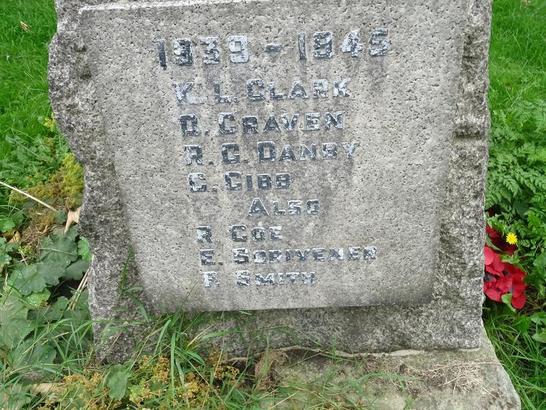 1939 - 1945
K. L. CLARK
D. CRAVEN
R. G. DANBY
C. GIBB
ALSO
R. COE
E. SCRIVENER
F. SMITH